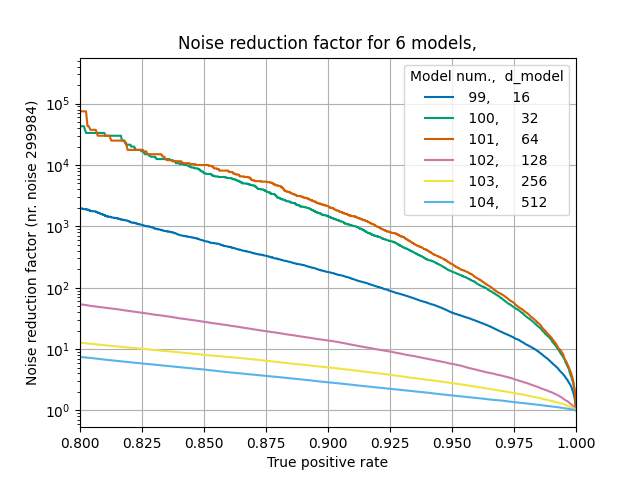 Noise reduction factor for 6 models,
Noise reduction factor (nr. noise 299984)
10^5
10^4
10^3
10^2
10^1
10^0
Model num.,  d_model
99,     16
100,     32
101,     64
102,     128
103,     256
104,     512
0.800 0.825 0.850 0.875 0.900 0.925 0.950 0.975 1.000
True positive rate